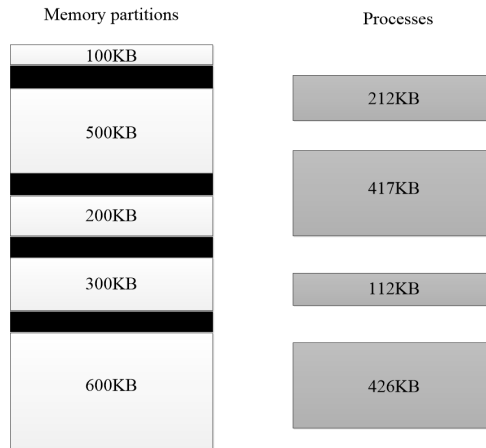 Memory partitions
100KB
500KB
200KB
300KB
600KB
Processes
212KB
417KB
112KB
426KB